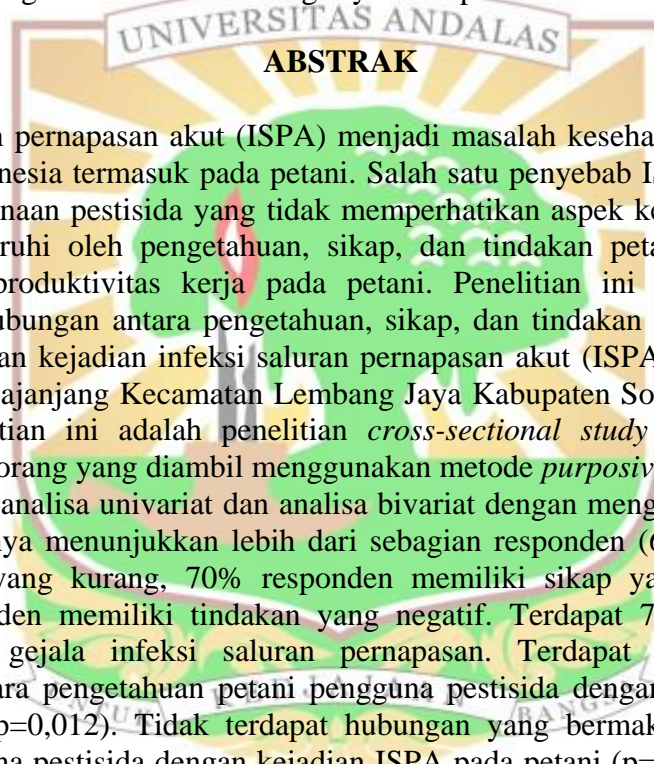 UNIVERSITAS ANDALAS
ABSTRAK
pernapasan akut (ISPA) menjadi masalah keseha
nesia termasuk pada petani. Salah satu penyebab IS
naan pestisida yang tidak memperhatikan aspek ke
ruhi oleh pengetahuan, sikap, dan tindakan peta
produktivitas kerja pada petani. Penelitian ini
ubungan antara pengetahuan, sikap, dan tindakan
an kejadian infeksi saluran pernapasan akut (ISPA
ajanjang Kecamatan Lembang Jaya Kabupaten So
tian ini adalah penelitian cross-sectional study
orang yang diambil menggunakan metode purposiv
analisa univariat dan analisa bivariat dengan meng
nya menunjukkan lebih dari sebagian responden (6
yang kurang, 70% responden memiliki sikap ya
den memiliki tindakan yang negatif. Terdapat 7
gejala infeksi saluran pernapasan. Terdapat
ara pengetahuan petani pengguna pestisida dengan
p=0,012). Tidak terdapat hubungan yang bermak
na pestisida dengan kejadian ISPA pada petani (p=